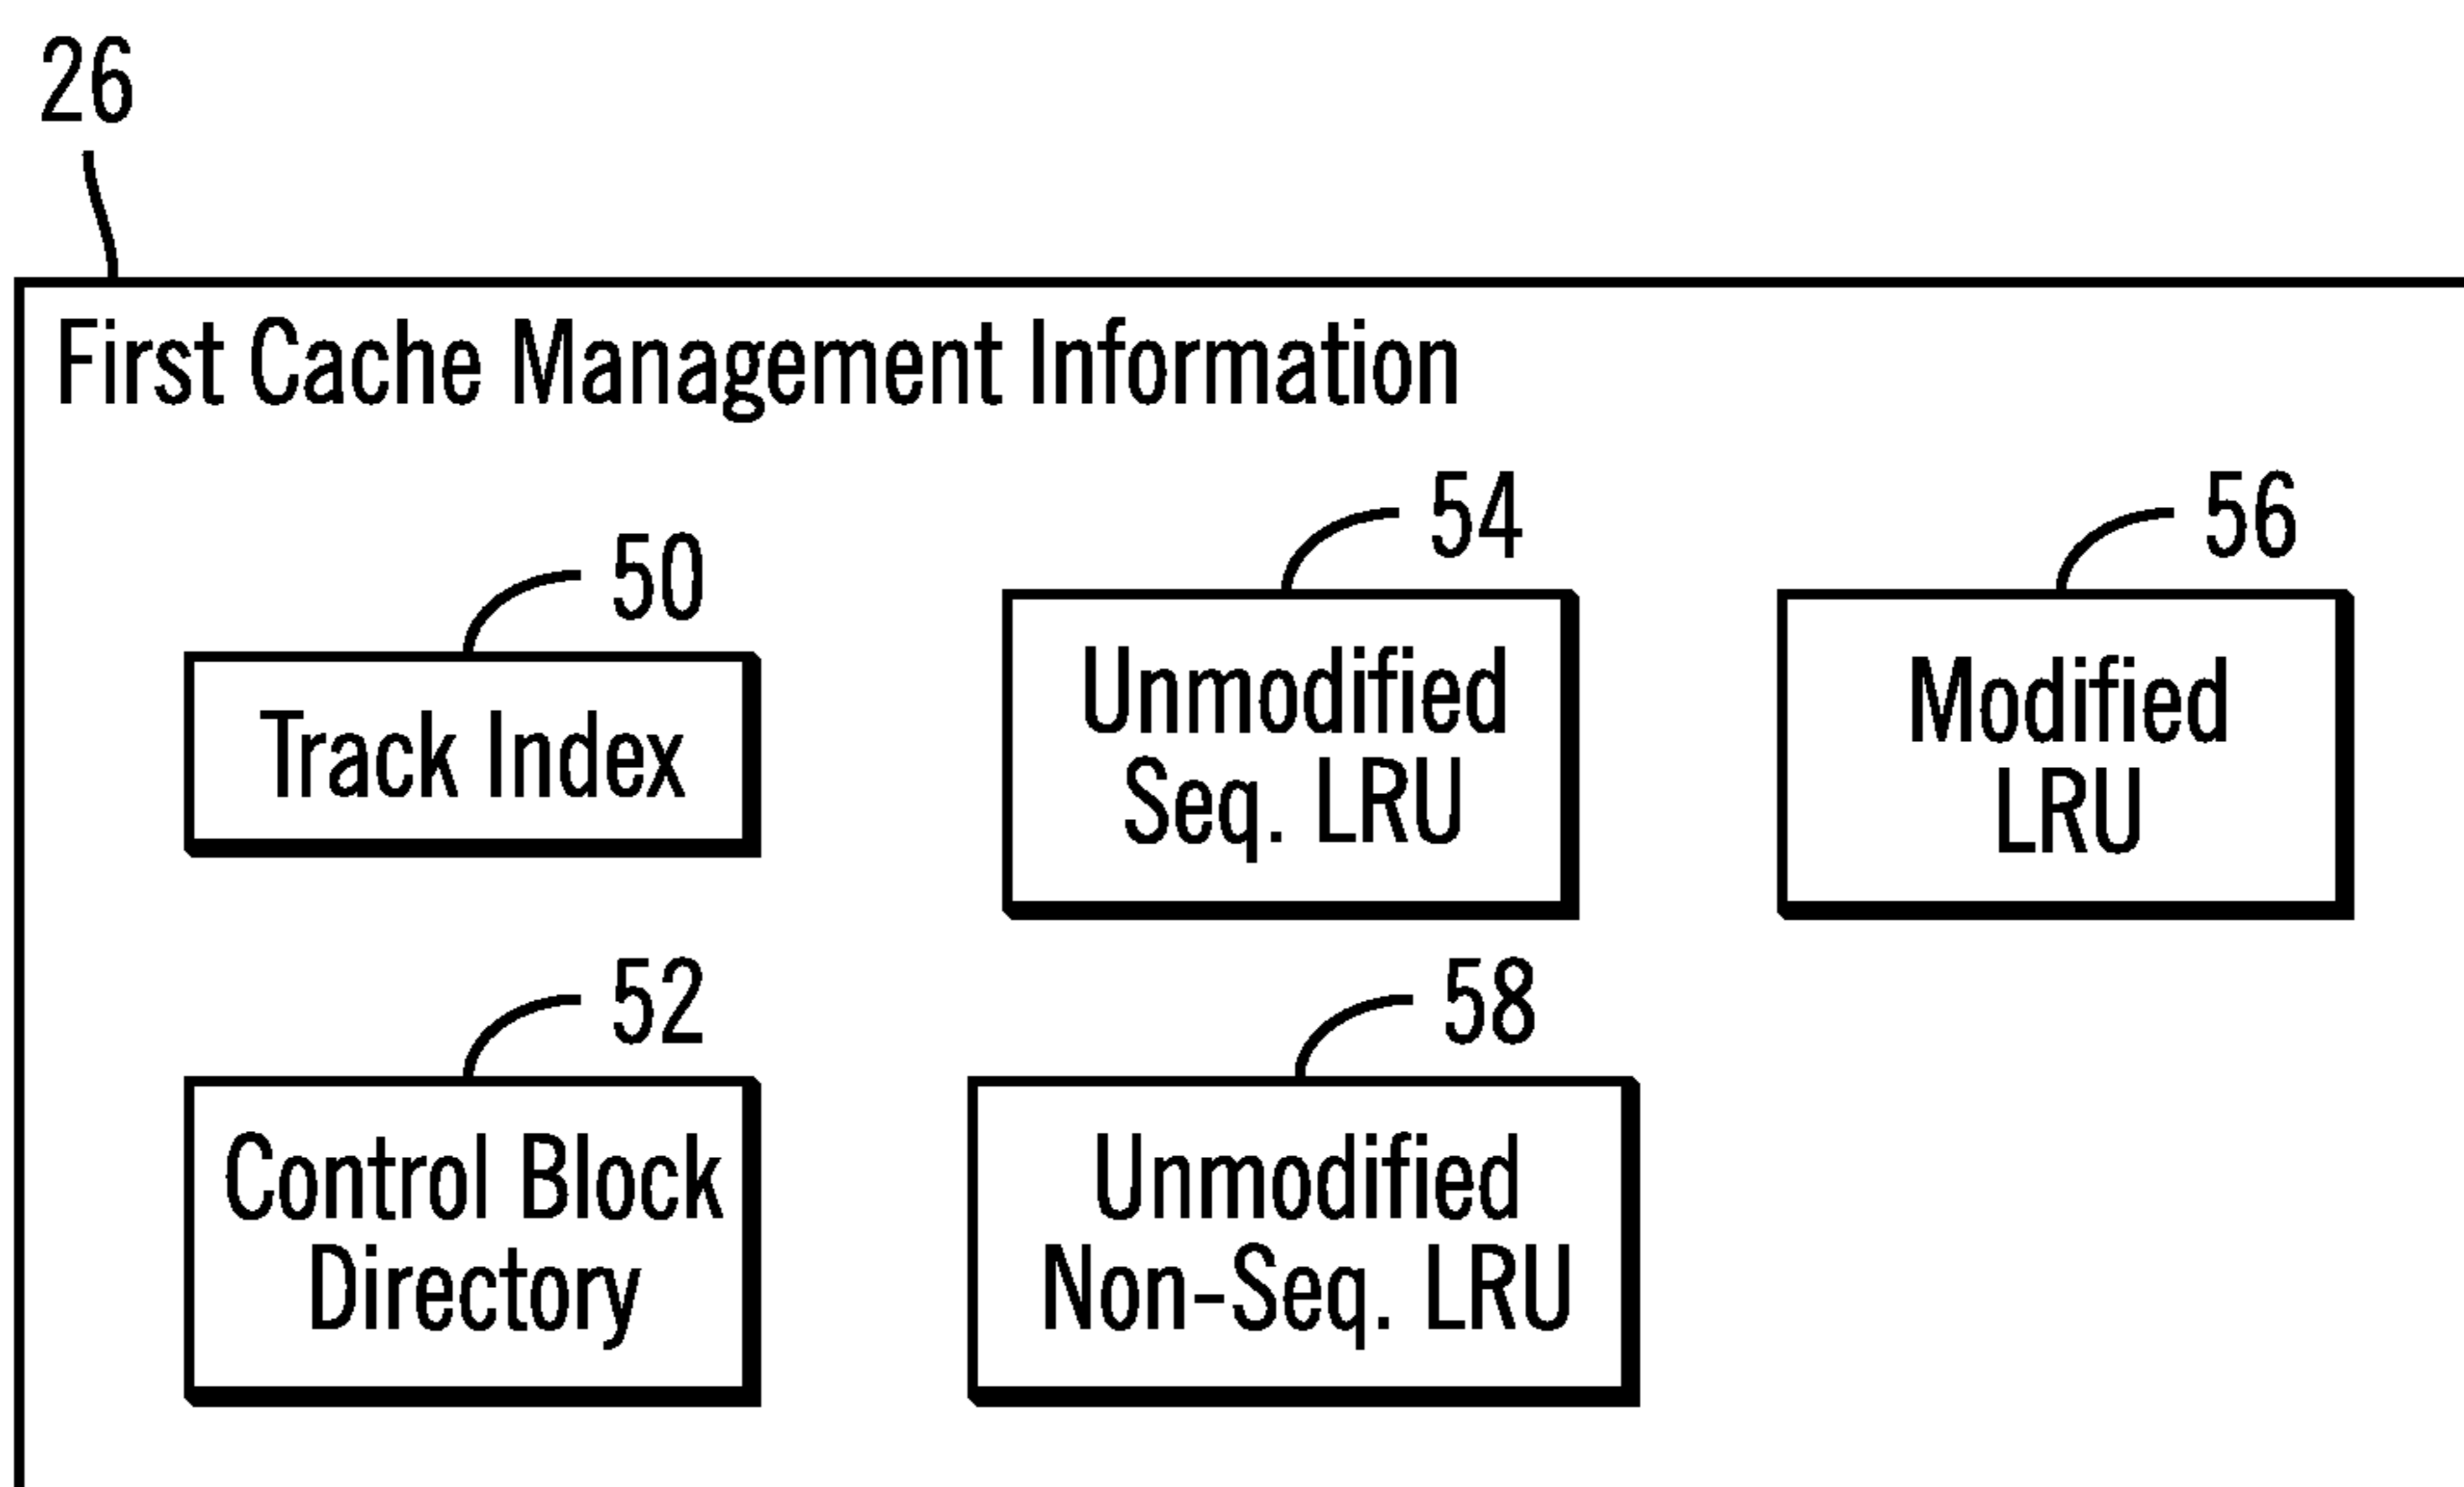 26
First Cache Management Information
50
Track Index
54
Unmodified
Seq. LRU
56
Modified
LRU
52
Control Block
Directory
58
Unmodified
Non-Seq. LRU